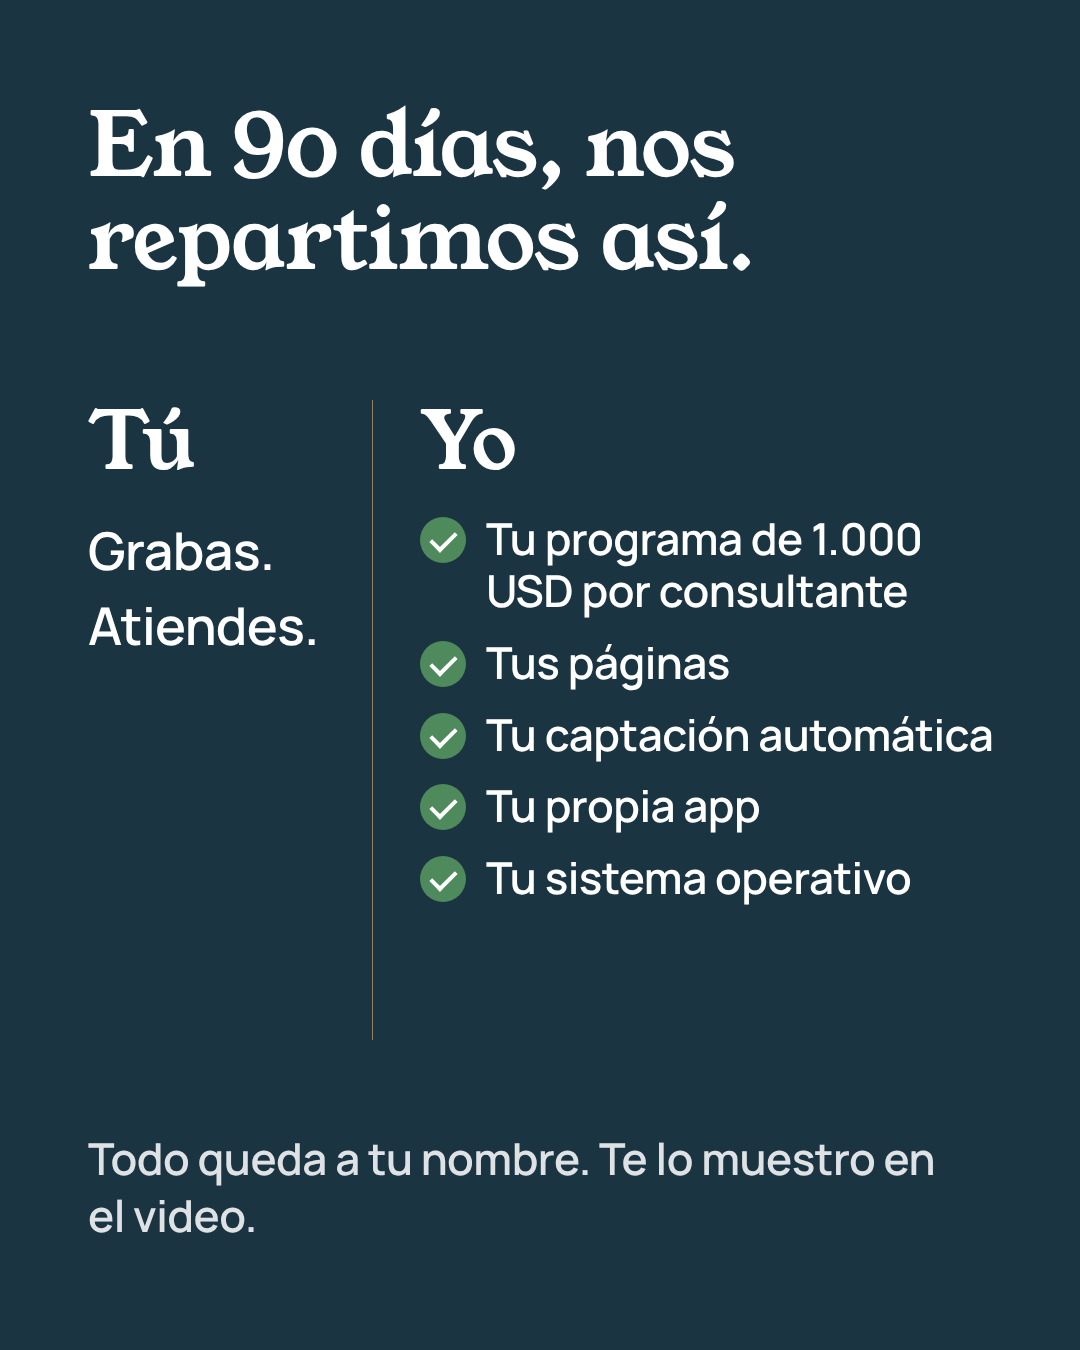 En 90 días, nos
repartimos así.
Tú
Grabas.
Atiendes.
Yo
Tu programa de 1.000
USD por consultante
Tus páginas
Tu captación automática
Tu propia app
Tu sistema operativo
Todo queda a tu nombre. Te lo muestro en
el video.